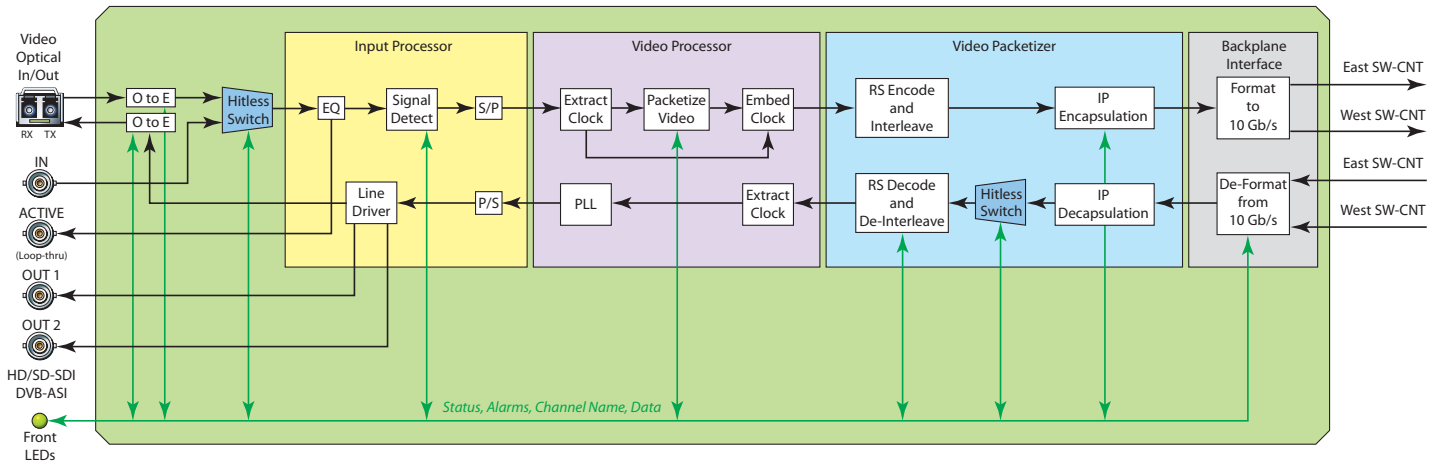 Video
Optical
In/Out
RX TX
IN
ACTIVE
(Loop-thru)
OUT 1
OUT 2
HD/SD-SDI
DVB-ASI
Front
LEDs
O to E
O to E
Hitless
Switch
Input Processor
EQ
Signal
Detect
S/P
Line
Driver
P/S
Video Processor
Extract
Clock
Packetize
Video
Embed
Clock
PLL
Extract
Clock
Video Packetizer
RS Encode
and
Interleave
IP
Encapsulation
RS Decode
and
De-Interleave
Hitless
Switch
IP
Decapsulation
Backplane
Interface
Format
to
10 Gb/s
De-Format
from
10 Gb/s
East SW-CNT
West SW-CNT
East SW-CNT
West SW-CNT
Status, Alarms, Channel Name, Data